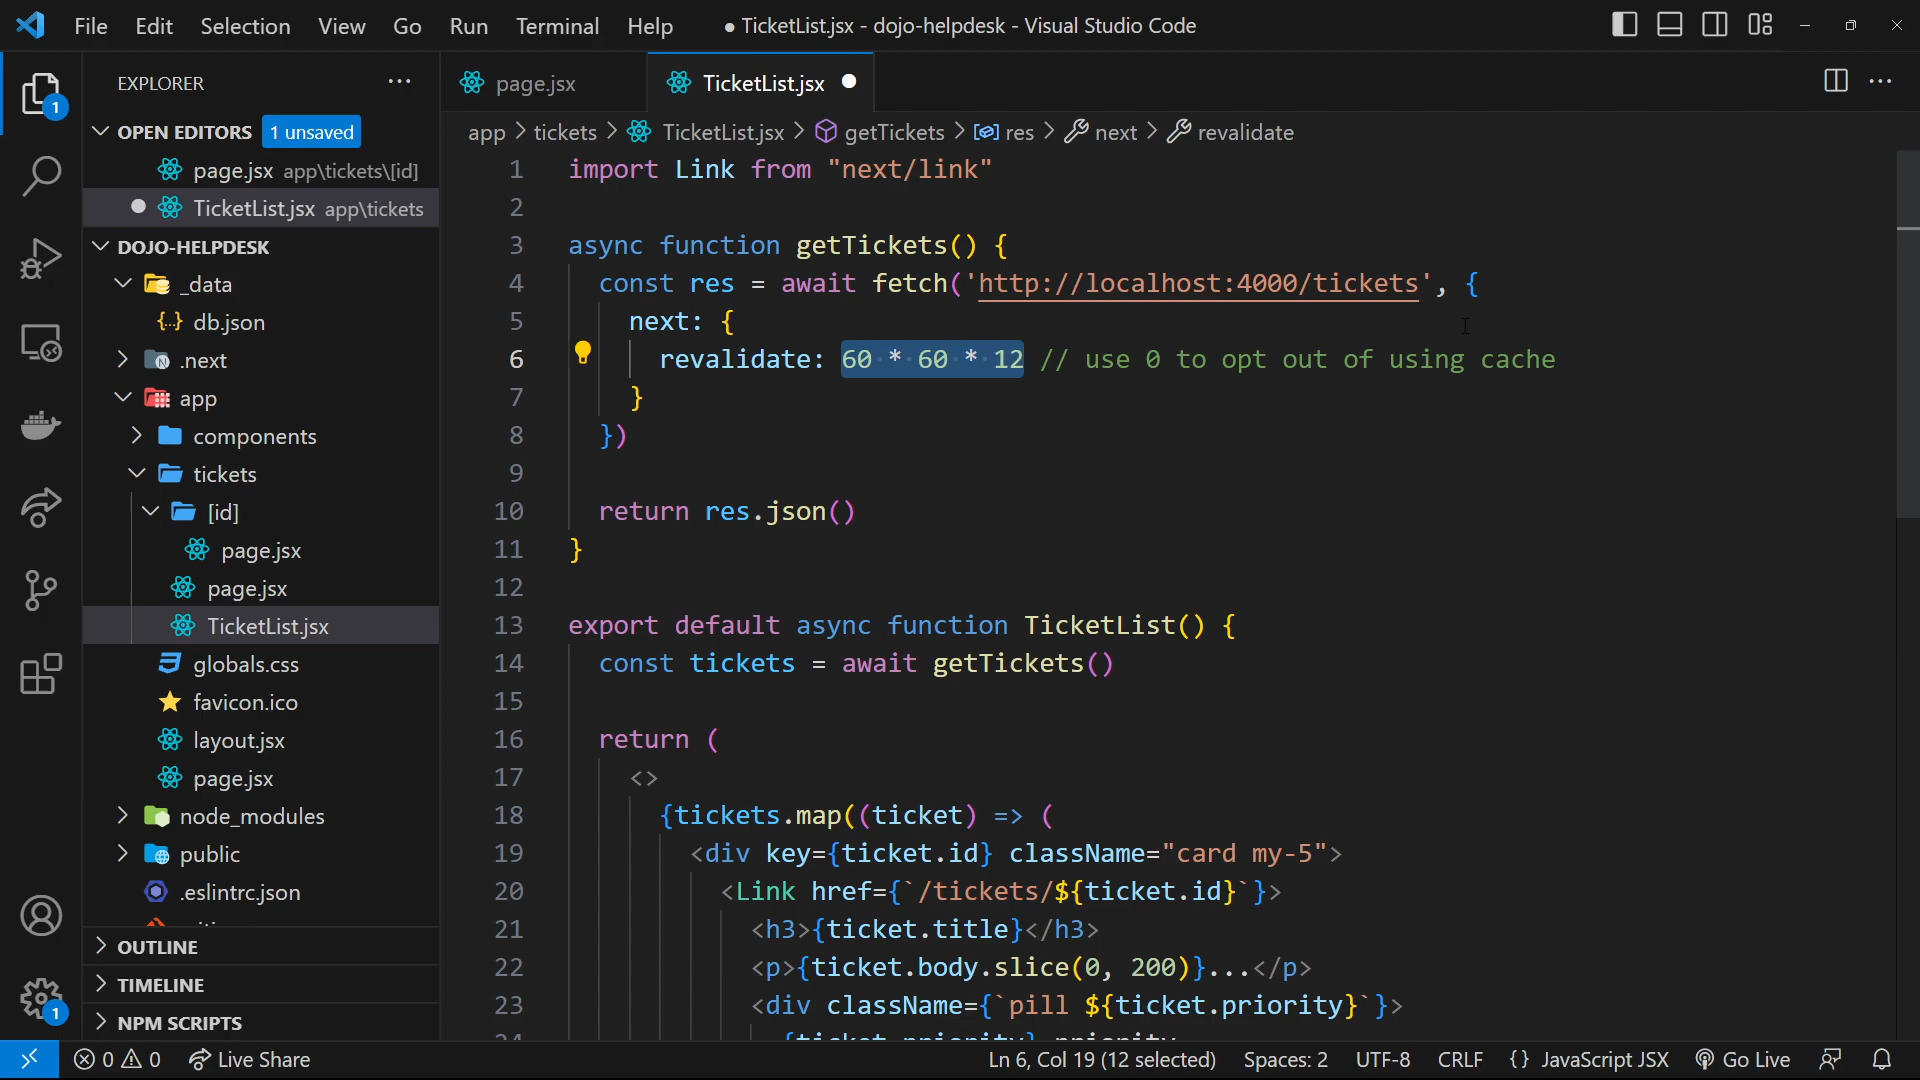 File Edit Selection View Go Run Terminal Help ● TicketList.jsx - dojo-helpdesk - Visual Studio Code
EXPLORER ···
page.jsx
TicketList.jsx
1
OPEN EDITORS 1 unsaved
page.jsx app\tickets\[id]
TicketList.jsx app\tickets
DOJO-HELPDESK
_data
db.json
.next
app
components
tickets
[id]
page.jsx
page.jsx
TicketList.jsx
globals.css
favicon.ico
layout.jsx
page.jsx
node_modules
public
.eslintrc.json
OUTLINE
TIMELINE
NPM SCRIPTS
1
app > tickets > TicketList.jsx > getTickets > res > next > revalidate
1 import Link from "next/link"
2
3 async function getTickets() {
4 const res = await fetch('http://localhost:4000/tickets', {
5 next: {
6 revalidate: 60 * 60 * 12 // use 0 to opt out of using cache
7 }
8 })
9
10 return res.json()
11 }
12
13 export default async function TicketList() {
14 const tickets = await getTickets()
15
16 return (
17 <>
18 {tickets.map((ticket) => (
19 <div key={ticket.id} className="card my-5">
20 <Link href={`/tickets/${ticket.id}`}>
21 <h3>{ticket.title}</h3>
22 <p>{ticket.body.slice(0, 200)}...</p>
23 <div className={`pill ${ticket.priority}`}>
24 {ticket.priority} priority
0 0 Live Share Ln 6, Col 19 (12 selected) Spaces: 2 UTF-8 CRLF {} JavaScript JSX Go Live